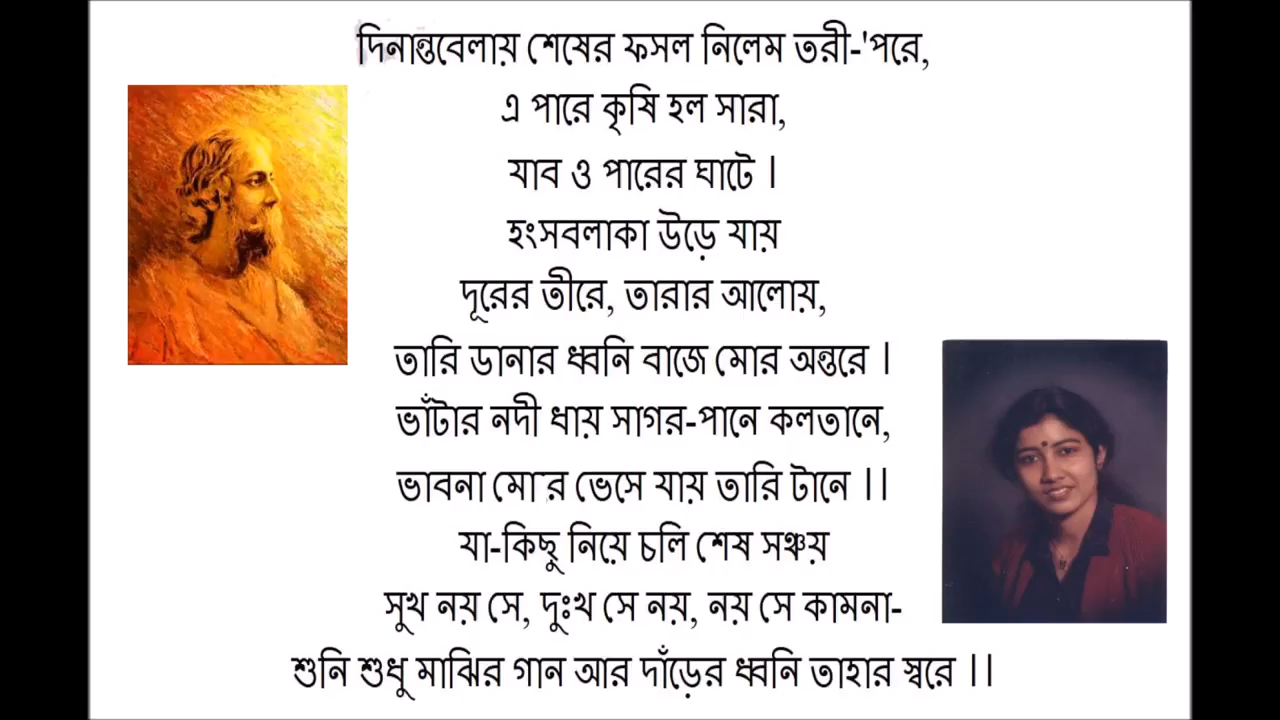 দিনান্তবেলায় শেষের ফসল নিলেম তরী-'পরে,
এ পারে কৃষি হল সারা,
যাব ও পারের ঘাটে ।
হংসবলাকা উড়ে যায়
দূরের তীরে, তারার আলোয়,
তারি ডানার ধ্বনি বাজে মোর অন্তরে ।
ভাঁটার নদী ধায় সাগর-পানে কলতানে,
ভাবনা মোর ভেসে যায় তারি টানে ।।
যা-কিছু নিয়ে চলি শেষ সঞ্চয়
সুখ নয় সে, দুঃখ সে নয়, নয় সে কামনা-
শুনি শুধু মাঝির গান আর দাঁড়ের ধ্বনি তাহার স্বরে ।।